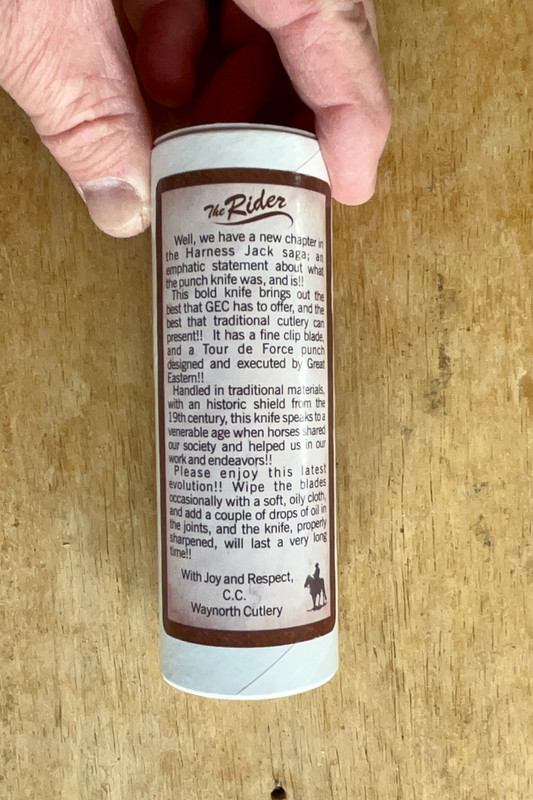 The Rider
Well, we have a new chapter in
the Harness Jack saga; an
emphatic statement about what
the punch knife was, and is!!
This bold knife brings out the
best that GEC has to offer, and the
best that traditional cutlery can
present!! It has a fine clip blade,
and a Tour de Force punch
designed and executed by Great
Eastern!!
Handled in traditional materials,
with an historic shield from the
19th century, this knife speaks to a
venerable age when horses shared
our society and helped us in our
work and endeavors!!
Please enjoy this latest
evolution!! Wipe the blades
occasionally with a soft, oily cloth,
and add a couple of drops of oil in
the joints, and the knife, properly
sharpened, will last a very long
time!!
With Joy and Respect,
C.C.
Waynorth Cutlery